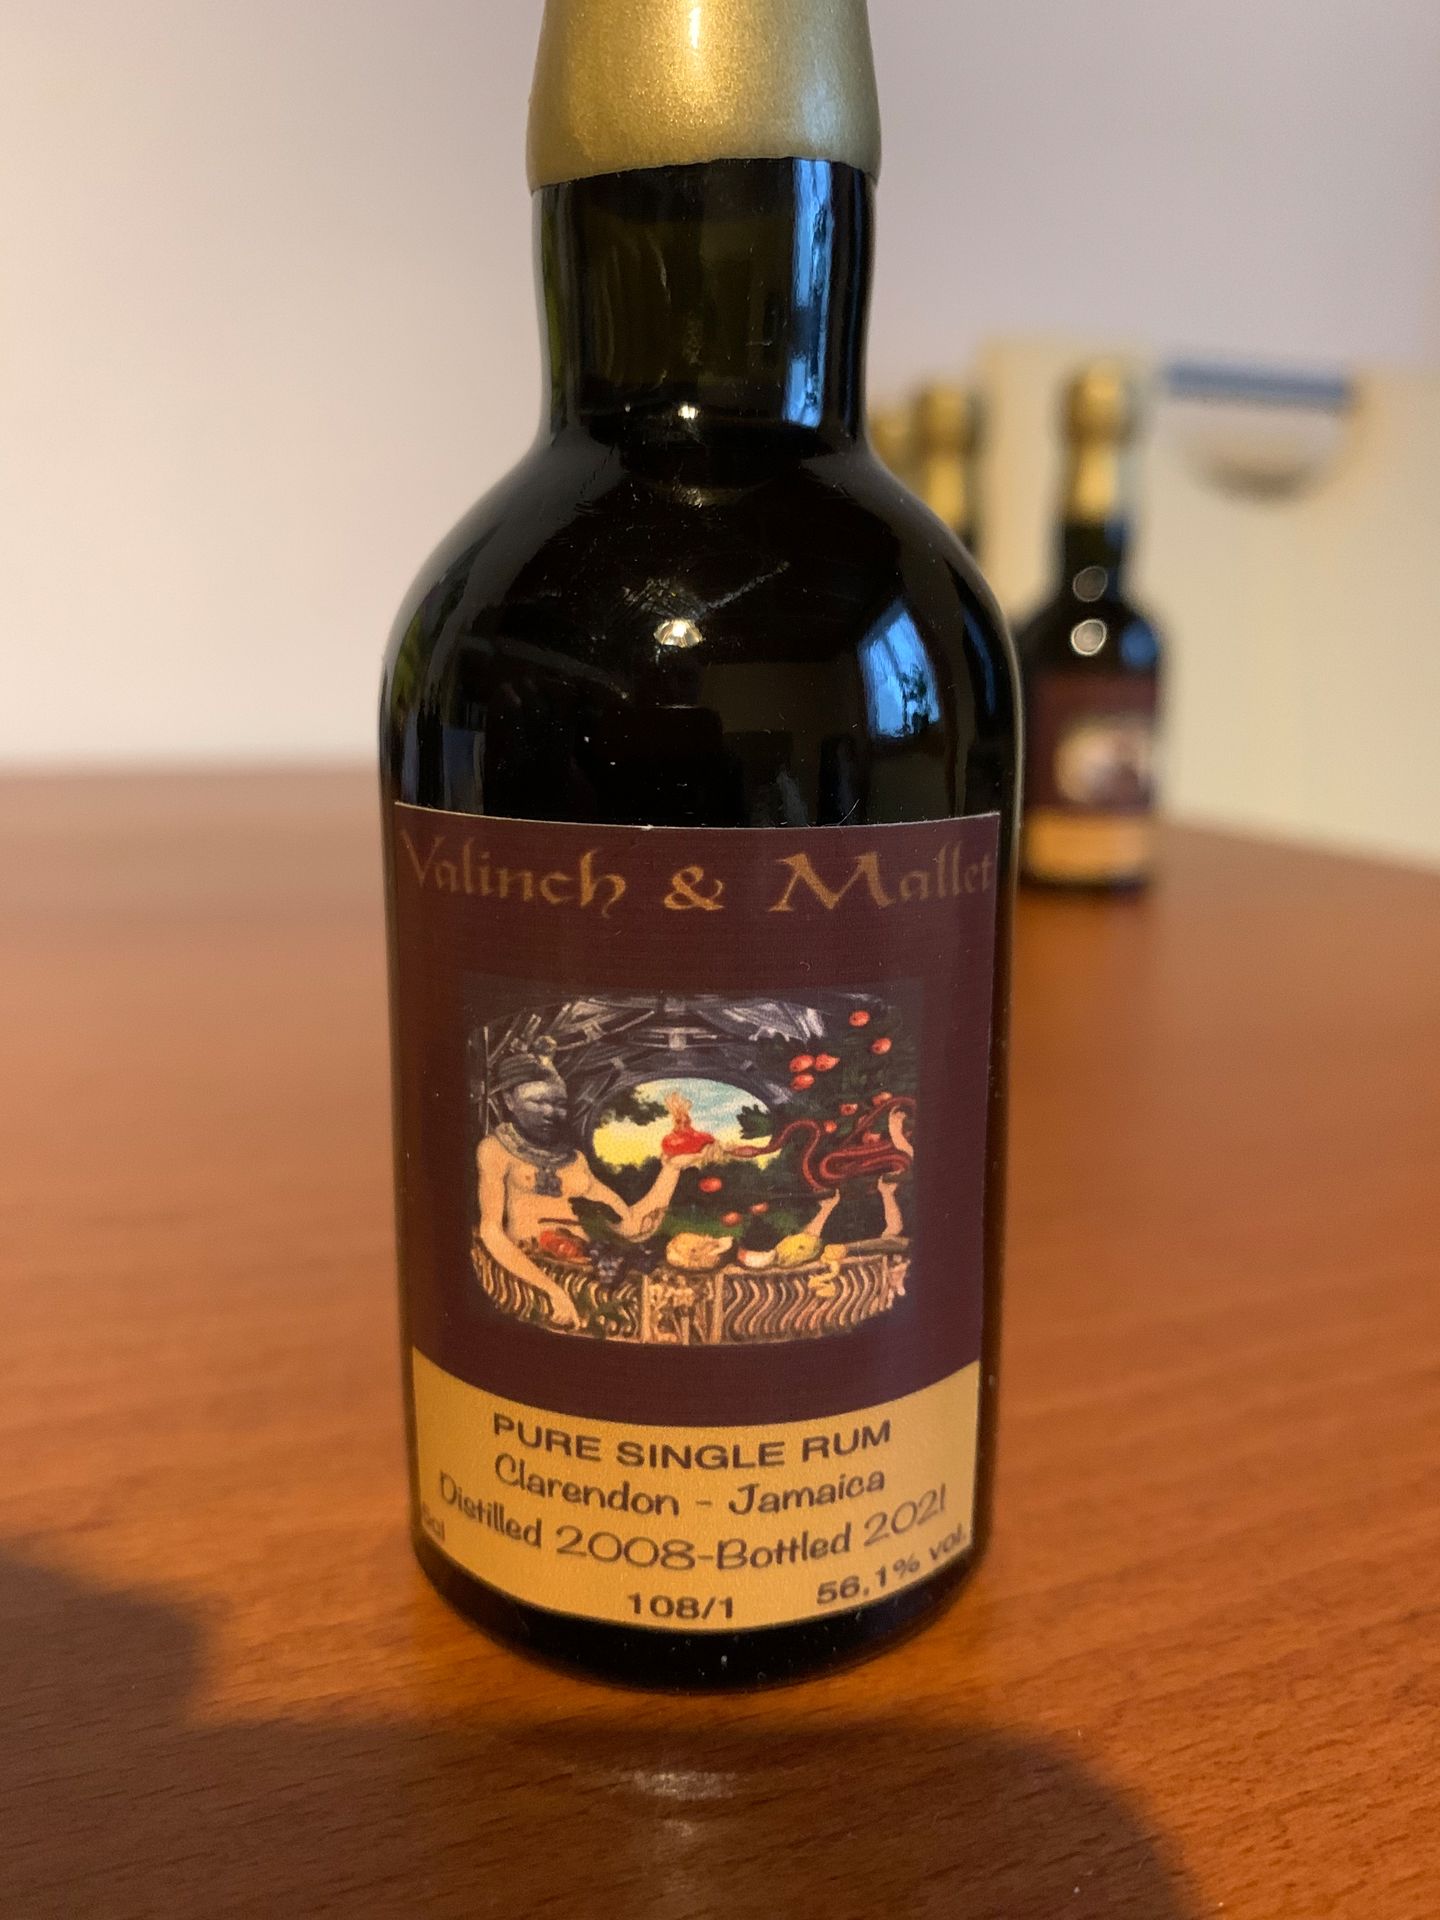 Valinch & Mallet
PURE SINGLE RUM
Clarendon - Jamaica
Distilled 2008-Bottled 2021
108/1 56.1% vol.